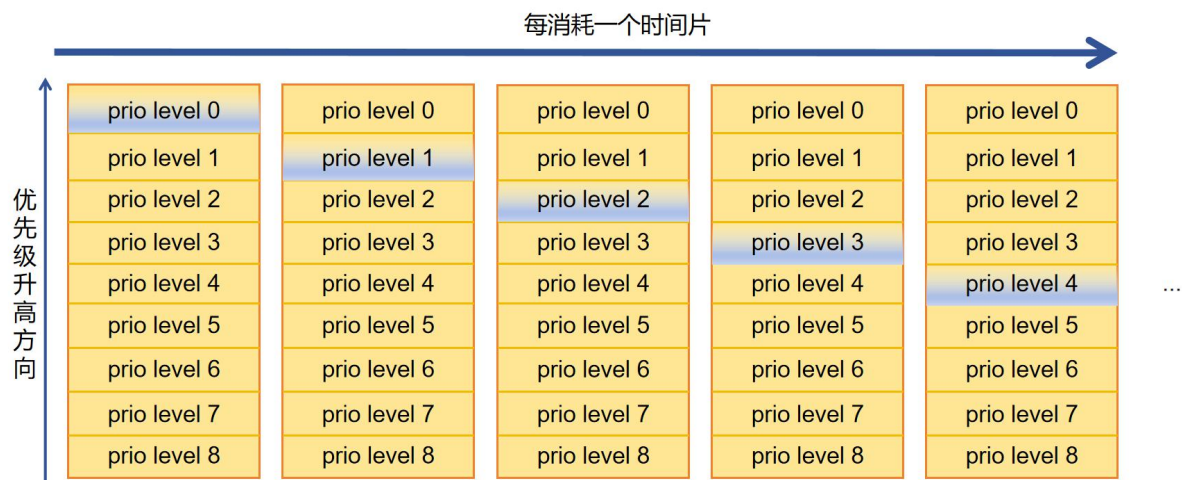 每消耗一个时间片
优先级升高方向
prio level 0
prio level 1
prio level 2
prio level 3
prio level 4
prio level 5
prio level 6
prio level 7
prio level 8
prio level 0
prio level 1
prio level 2
prio level 3
prio level 4
prio level 5
prio level 6
prio level 7
prio level 8
prio level 0
prio level 1
prio level 2
prio level 3
prio level 4
prio level 5
prio level 6
prio level 7
prio level 8
prio level 0
prio level 1
prio level 2
prio level 3
prio level 4
prio level 5
prio level 6
prio level 7
prio level 8
prio level 0
prio level 1
prio level 2
prio level 3
prio level 4
prio level 5
prio level 6
prio level 7
prio level 8
...